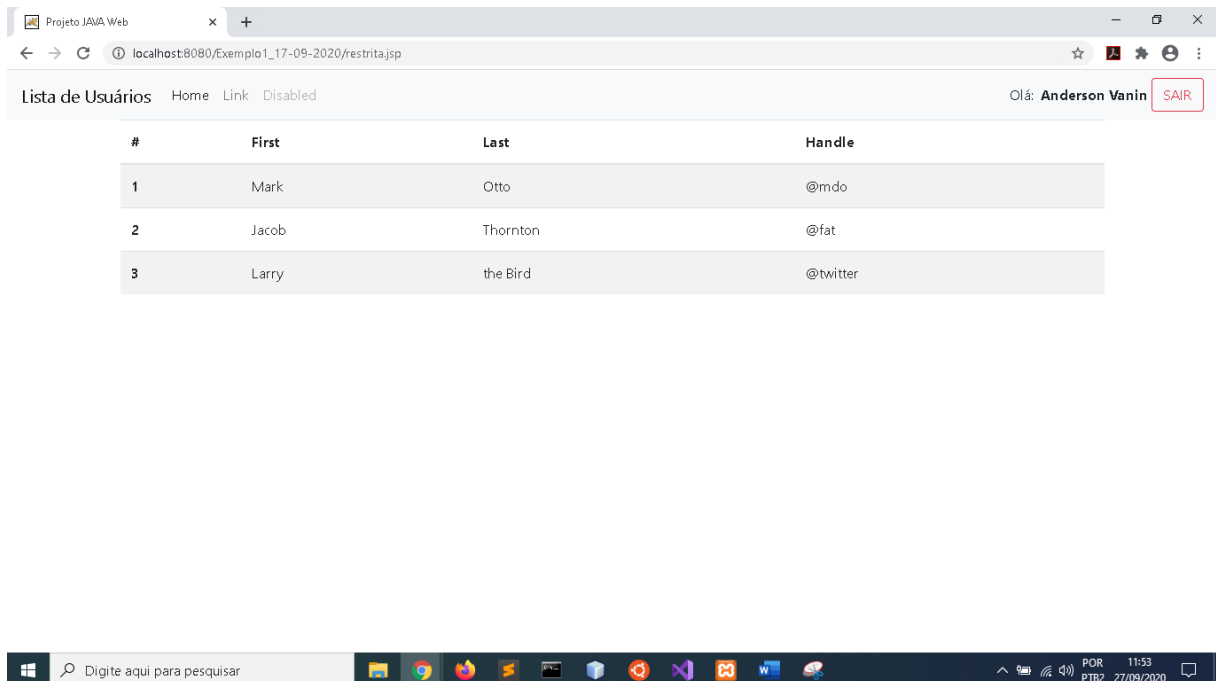 Projeto JAVA Web
localhost:8080/Exemplo1_17-09-2020/restrita.jsp
Lista de Usuários Home Link Disabled Olá: Anderson Vanin SAIR
# First Last Handle
1 Mark Otto @mdo
2 Jacob Thornton @fat
3 Larry the Bird @twitter
Digite aqui para pesquisar
POR 11:53
PTB2 27/09/2020